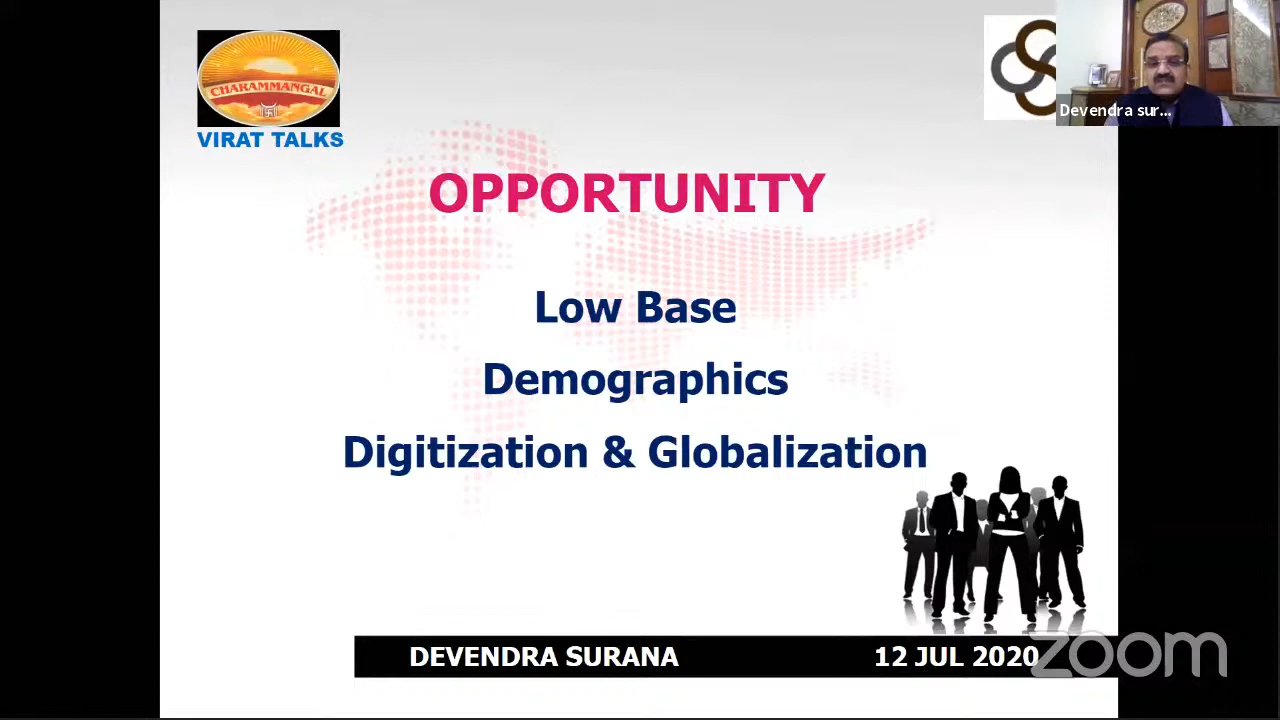 CHARAMMANGAL
VIRAT TALKS
Devendra sur...
OPPORTUNITY
Low Base
Demographics
Digitization & Globalization
DEVENDRA SURANA
12 JUL 2020
zoom